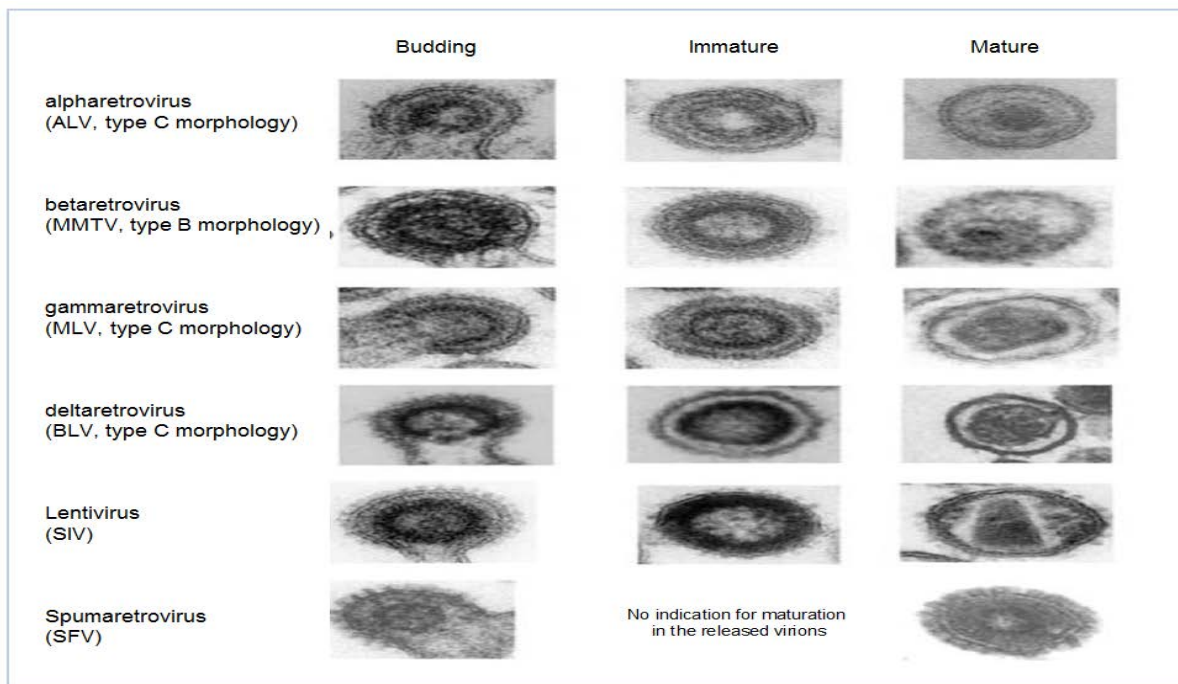 Budding Immature Mature
alpharetrovirus
(ALV, type C morphology)
betaretrovirus
(MMTV, type B morphology)
gammaretrovirus
(MLV, type C morphology)
deltaretrovirus
(BLV, type C morphology)
Lentivirus
(SIV)
Spumaretrovirus
(SFV)
No indication for maturation
in the released virions